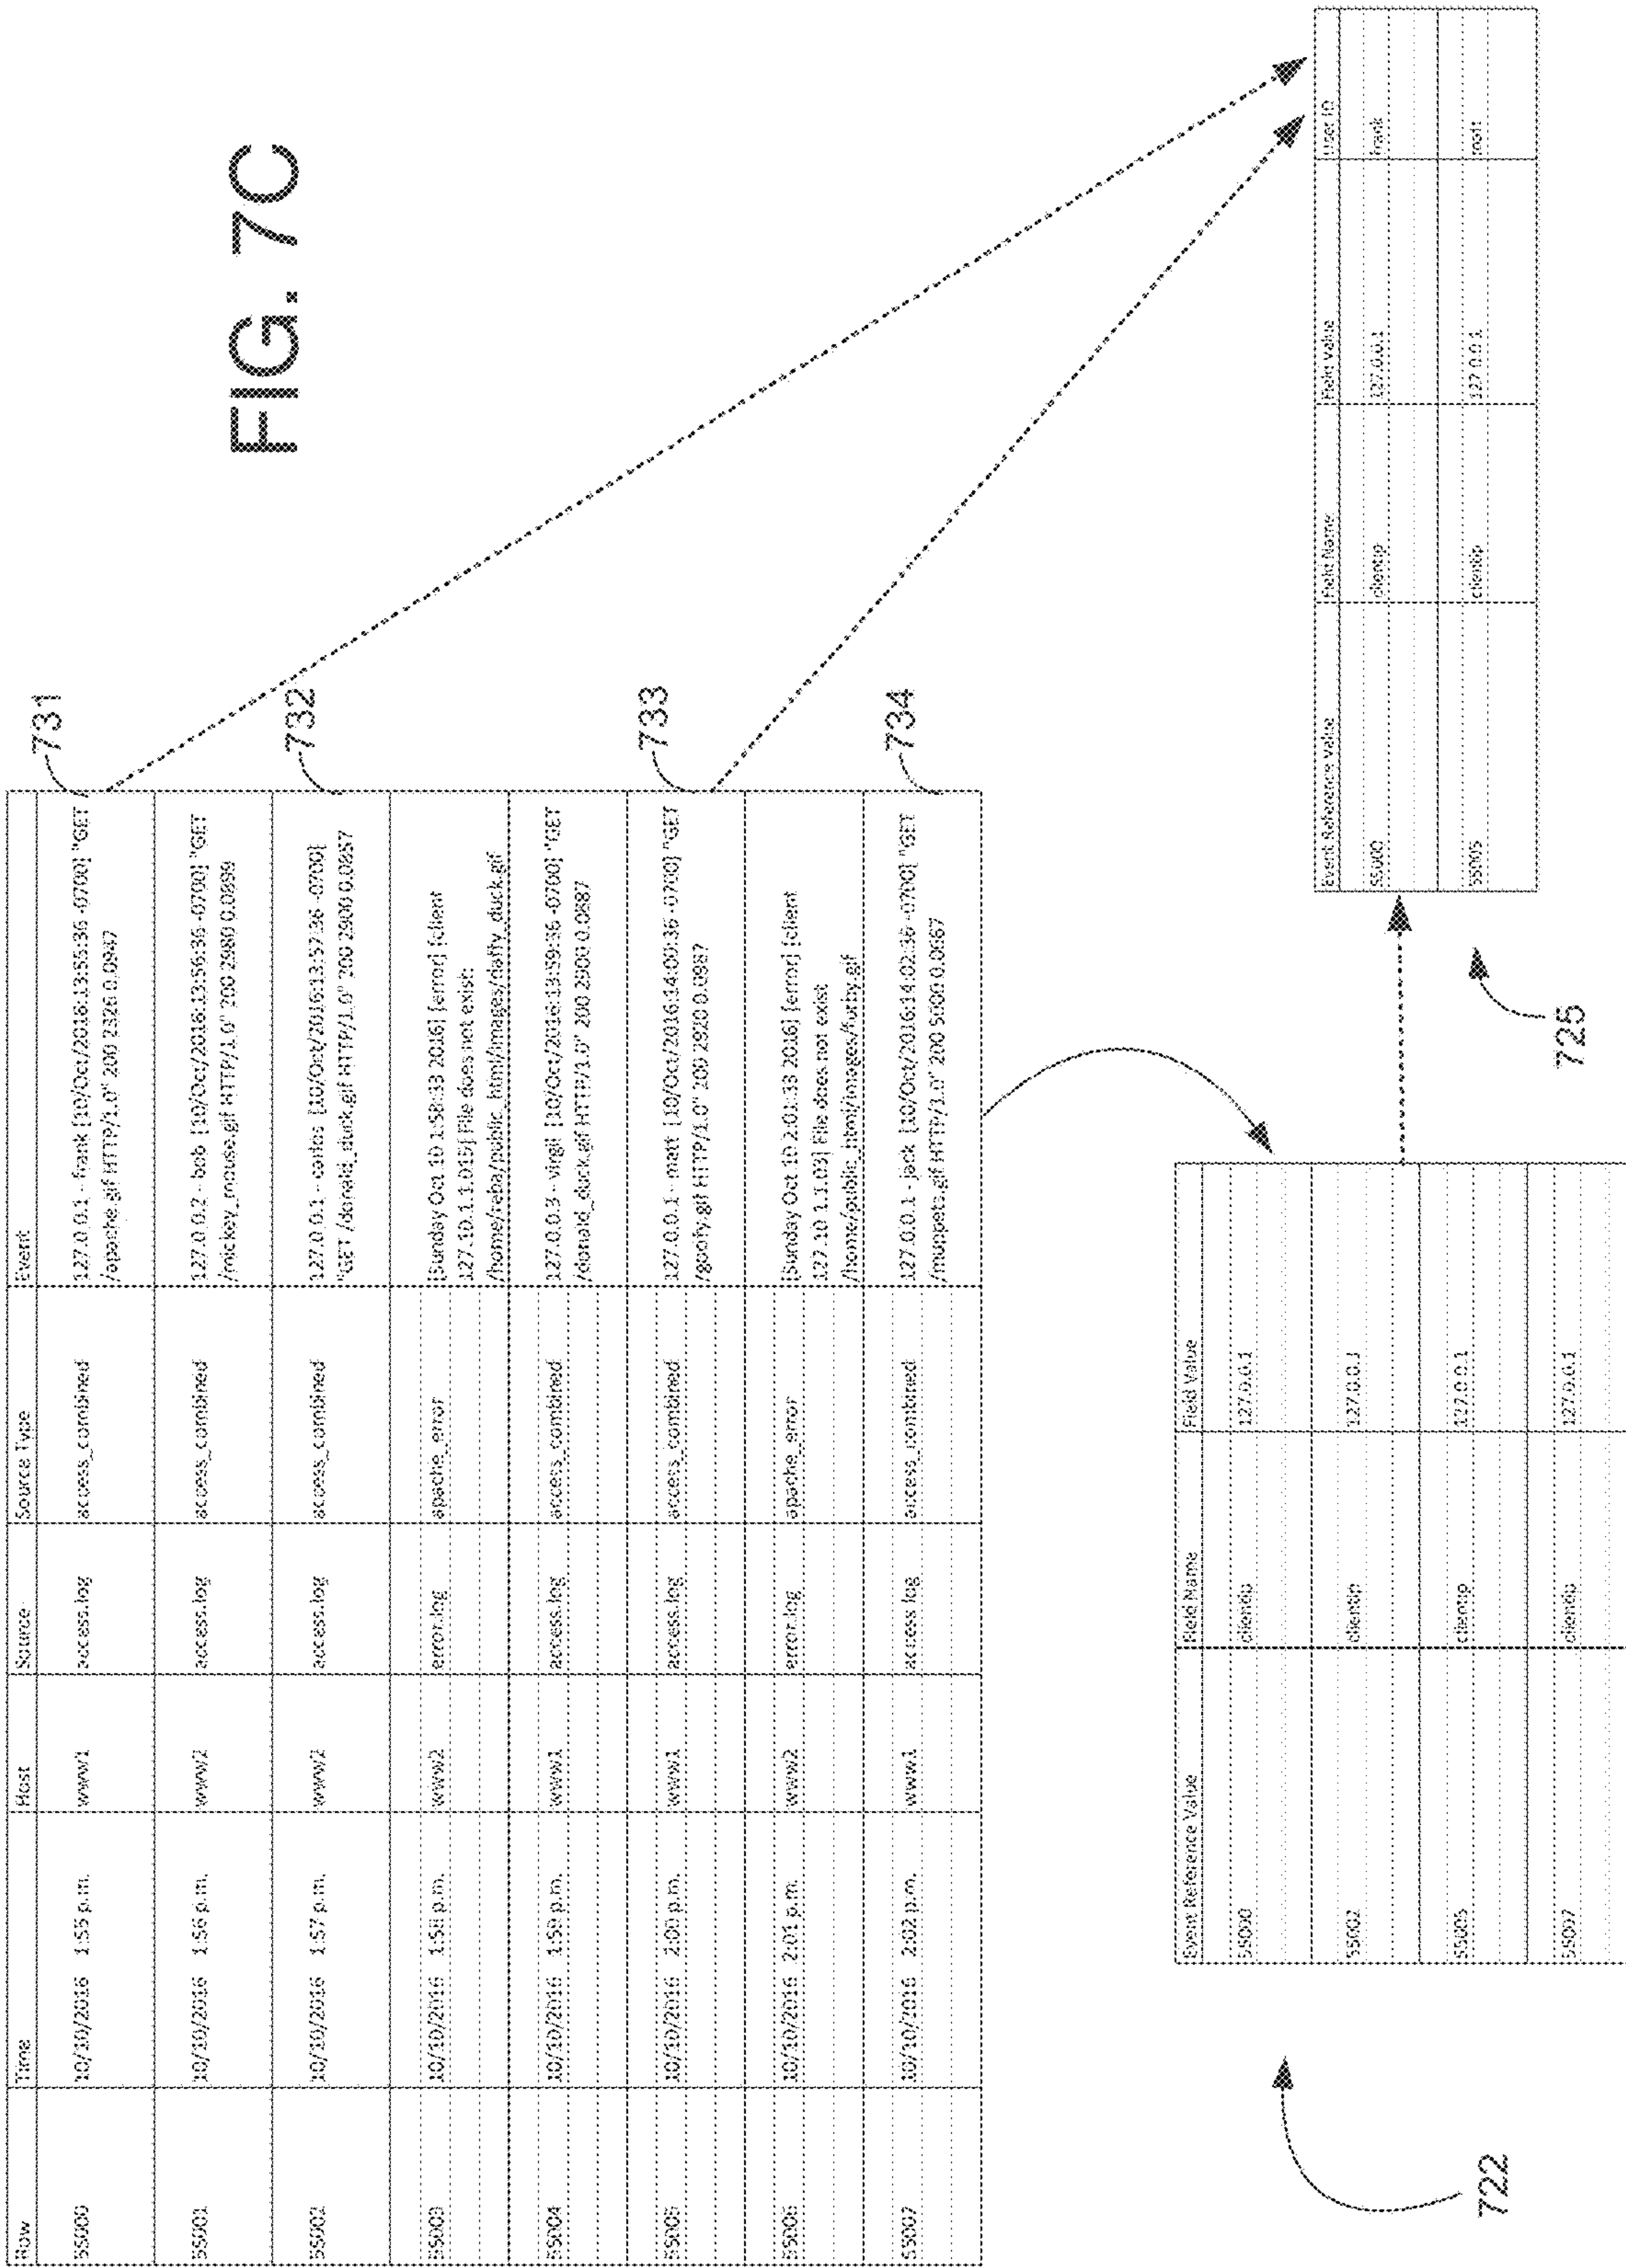 FIG. 7C
Row Time Host Source Source Type Event
55000 10/10/2016 1:55 p.m. www1 access.log access_combined 127.0.0.1 - frank [10/Oct/2016:13:55:36 -0700] "GET
/apache.gif HTTP/1.0" 200 2326 0.0947
731
55001 10/10/2016 1:56 p.m. www2 access.log access_combined 127.0.0.2 - bob [10/Oct/2016:13:56:36 -0700] "GET
/mickey_mouse.gif HTTP/1.0" 200 2980 0.0899
55002 10/10/2016 1:57 p.m. www2 access.log access_combined 127.0.0.1 - carlos [10/Oct/2016:13:57:36 -0700]
"GET /donald_duck.gif HTTP/1.0" 200 2900 0.0857
732
55003 10/10/2016 1:58 p.m. www2 error.log apache_error [Sunday Oct 10 1:58:33 2016] [error] [client
127.10.1.1.015] File does not exist:
/home/reba/public_html/images/daffy_duck.gif
55004 10/10/2016 1:59 p.m. www1 access.log access_combined 127.0.0.3 - virgil [10/Oct/2016:13:59:36 -0700] "GET
/donald_duck.gif HTTP/1.0" 200 2900 0.0687
55005 10/10/2016 2:00 p.m. www1 access.log access_combined 127.0.0.1 - matt [10/Oct/2016:14:00:36 -0700] "GET
/goofy.gif HTTP/1.0" 200 2920 0.0987
733
55006 10/10/2016 2:01 p.m. www2 error.log apache_error [Sunday Oct 10 2:01:33 2016] [error] [client
127.10.1.1.03] File does not exist
/home/public_html/images/furby.gif
55007 10/10/2016 2:02 p.m. www1 access.log access_combined 127.0.0.1 -jack [10/Oct/2016:14:02:36 -0700] "GET
/muppets.gif HTTP/1.0" 200 5000 0.0667
734
Event Reference Value Field Name Field Value
55000 clientip 127.0.0.1
55002 clientip 127.0.0.1
55005 clientip 127.0.0.1
55007 clientip 127.0.0.1
722
Event Reference Value Field Name Field Value User ID
55000 clientip 127.0.0.1 frank
55005 clientip 127.0.0.1 matt
725